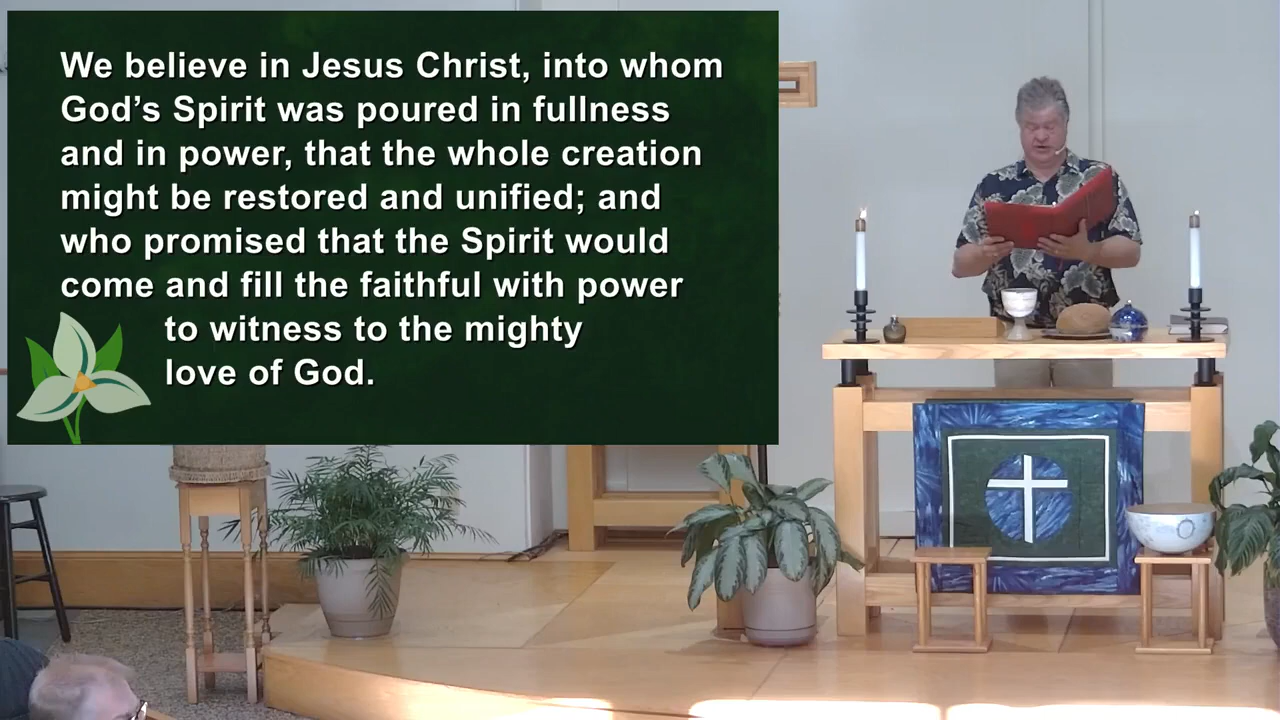 We believe in Jesus Christ, into whom
God's Spirit was poured in fullness
and in power, that the whole creation
might be restored and unified; and
who promised that the Spirit would
come and fill the faithful with power
to witness to the mighty
love of God.